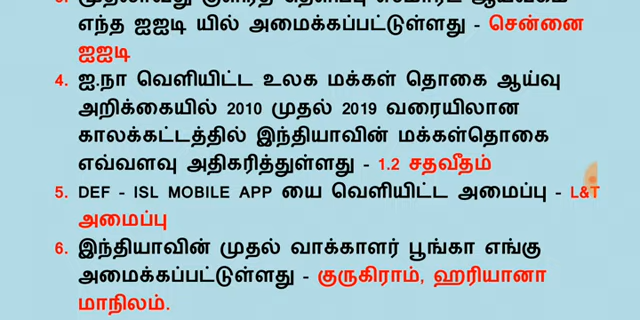 எந்த ஐஐடி யில் அமைக்கப்பட்டுள்ளது - சென்னை
ஐஐடி
4. ஐ.நா வெளியிட்ட உலக மக்கள் தொகை ஆய்வு
அறிக்கையில் 2010 முதல் 2019 வரையிலான
காலக்கட்டத்தில் இந்தியாவின் மக்கள்தொகை
எவ்வளவு அதிகரித்துள்ளது - 1.2 சதவீதம்
5. DEF - ISL MOBILE APP யை வெளியிட்ட அமைப்பு - L&T
அமைப்பு
6. இந்தியாவின் முதல் வாக்காளர் பூங்கா எங்கு
அமைக்கப்பட்டுள்ளது - குருகிராம், ஹரியானா
மாநிலம்.